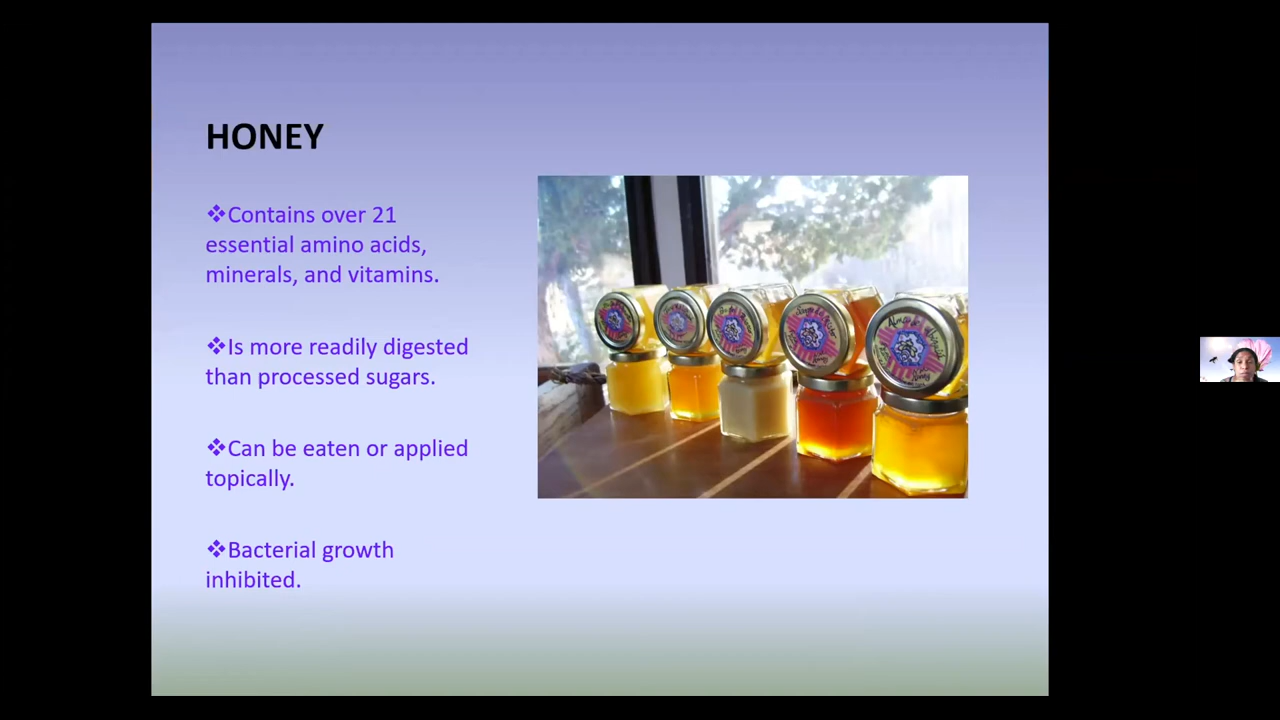 HONEY
❖Contains over 21
essential amino acids,
minerals, and vitamins.
❖Is more readily digested
than processed sugars.
❖Can be eaten or applied
topically.
❖Bacterial growth
inhibited.